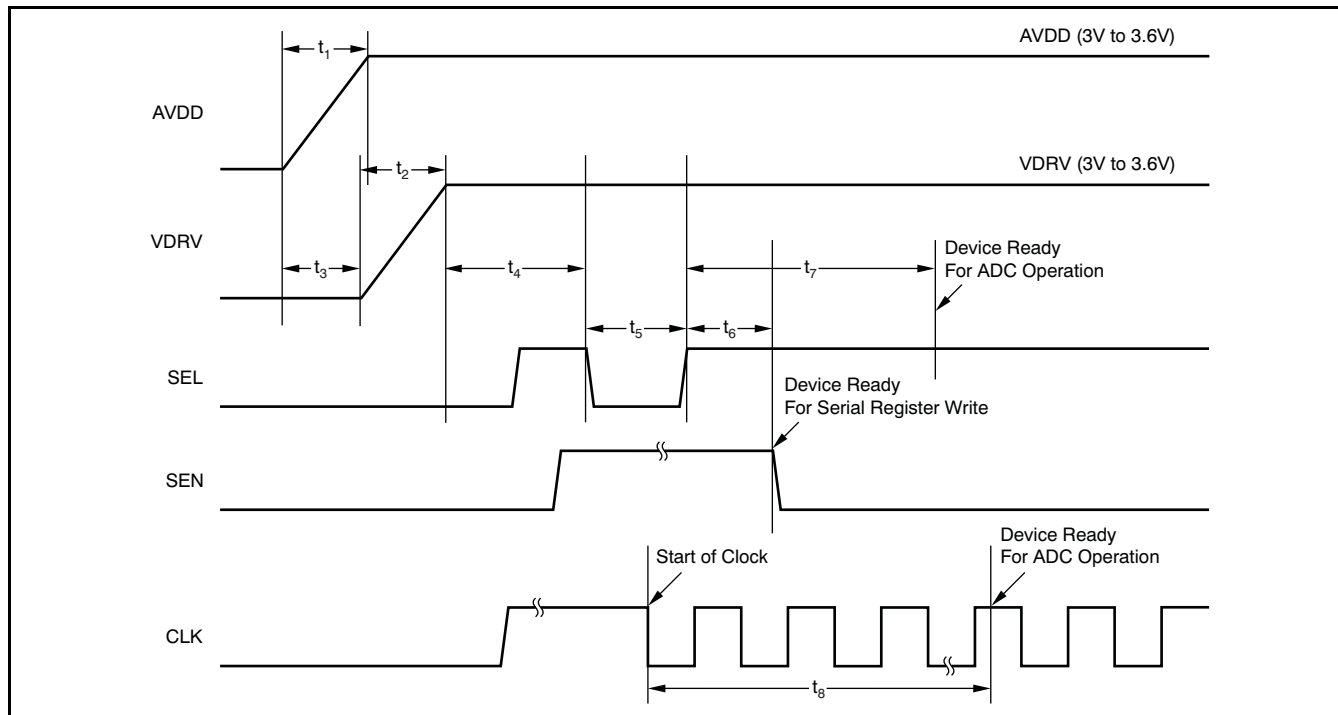 t1
AVDD (3V to 3.6V)
AVDD
t2
VDRV (3V to 3.6V)
VDRV
t3
t4
t7
Device Ready
For ADC Operation
t5
t6
SEL
Device Ready
For Serial Register Write
SEN
Start of Clock
Device Ready
For ADC Operation
CLK
t8